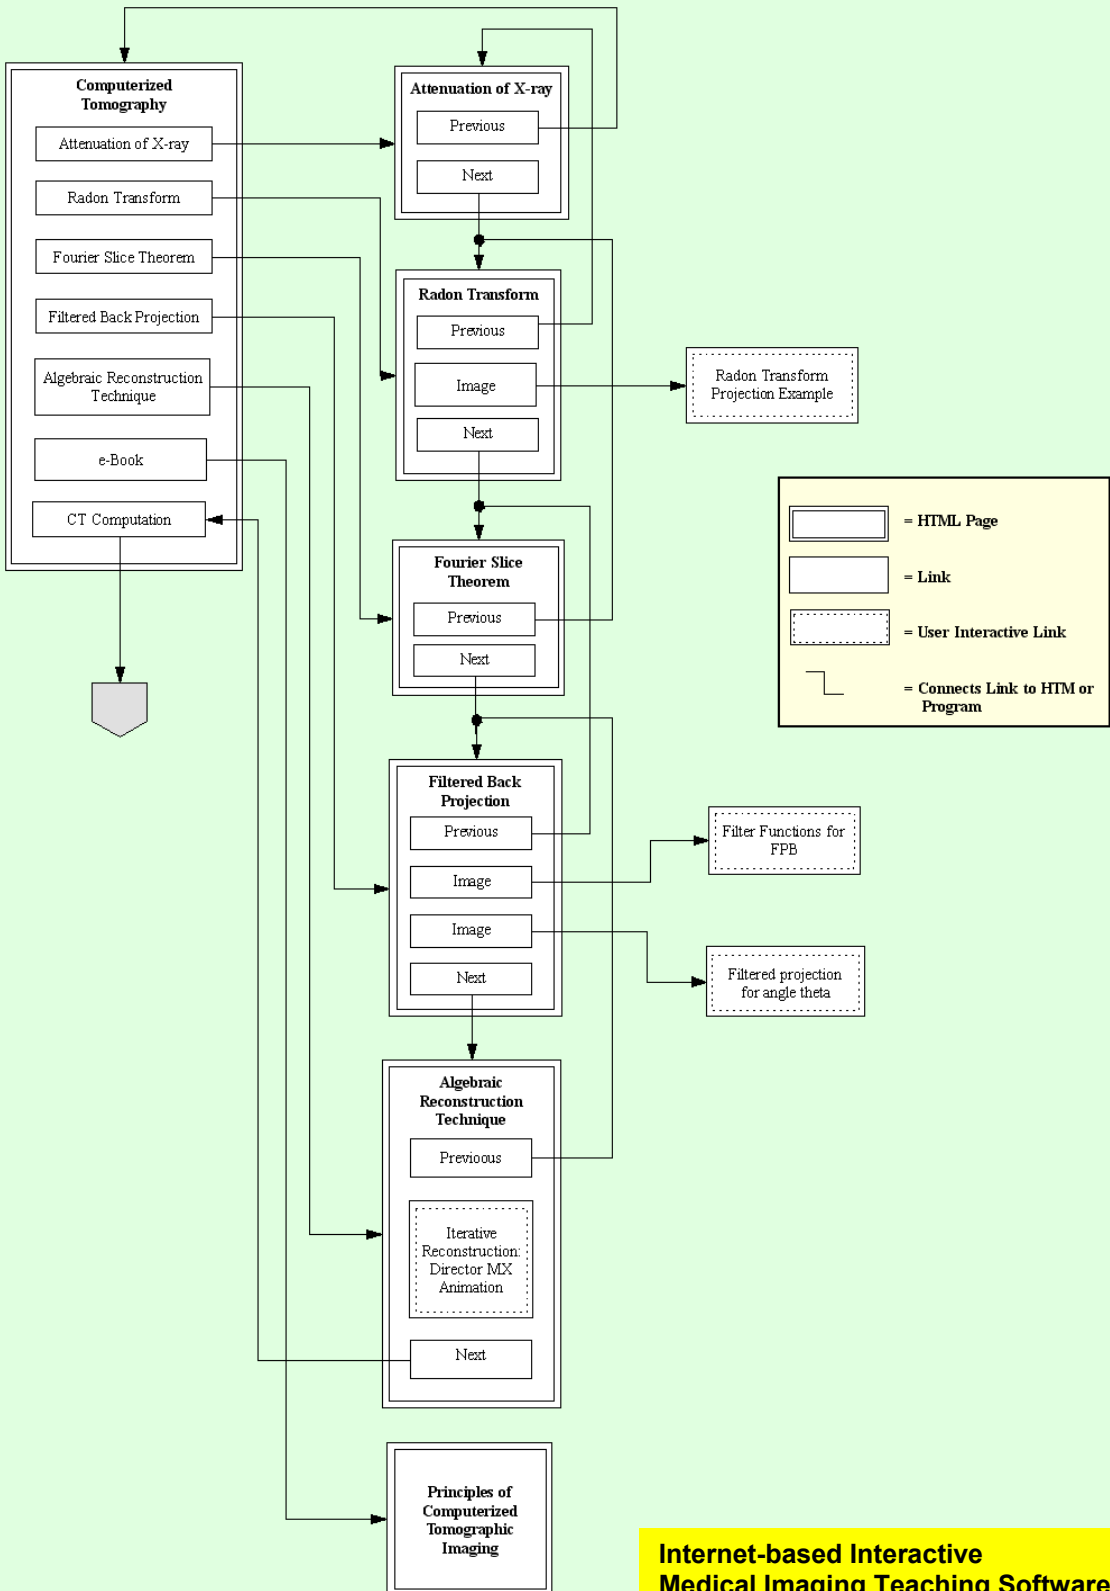 Computerized
Tomography
Attenuation of X-ray
Radon Transform
Fourier Slice Theorem
Filtered Back Projection
Algebraic Reconstruction
Technique
e-Book
CT Computation
Attenuation of X-ray
Previous
Next
Radon Transform
Previous
Image
Next
Radon Transform
Projection Example
Fourier Slice
Theorem
Previous
Next
= HTML Page
= Link
= User Interactive Link
= Connects Link to HTM or
Program
Filtered Back
Projection
Previous
Image
Image
Next
Filter Functions for
FPB
Filtered projection
for angle theta
Algebraic
Reconstruction
Technique
Previoous
Iterative
Reconstruction:
Director MX
Animation
Next
Principles of
Computerized
Tomographic
Imaging
Internet-based Interactive
Medical Imaging Teaching Software